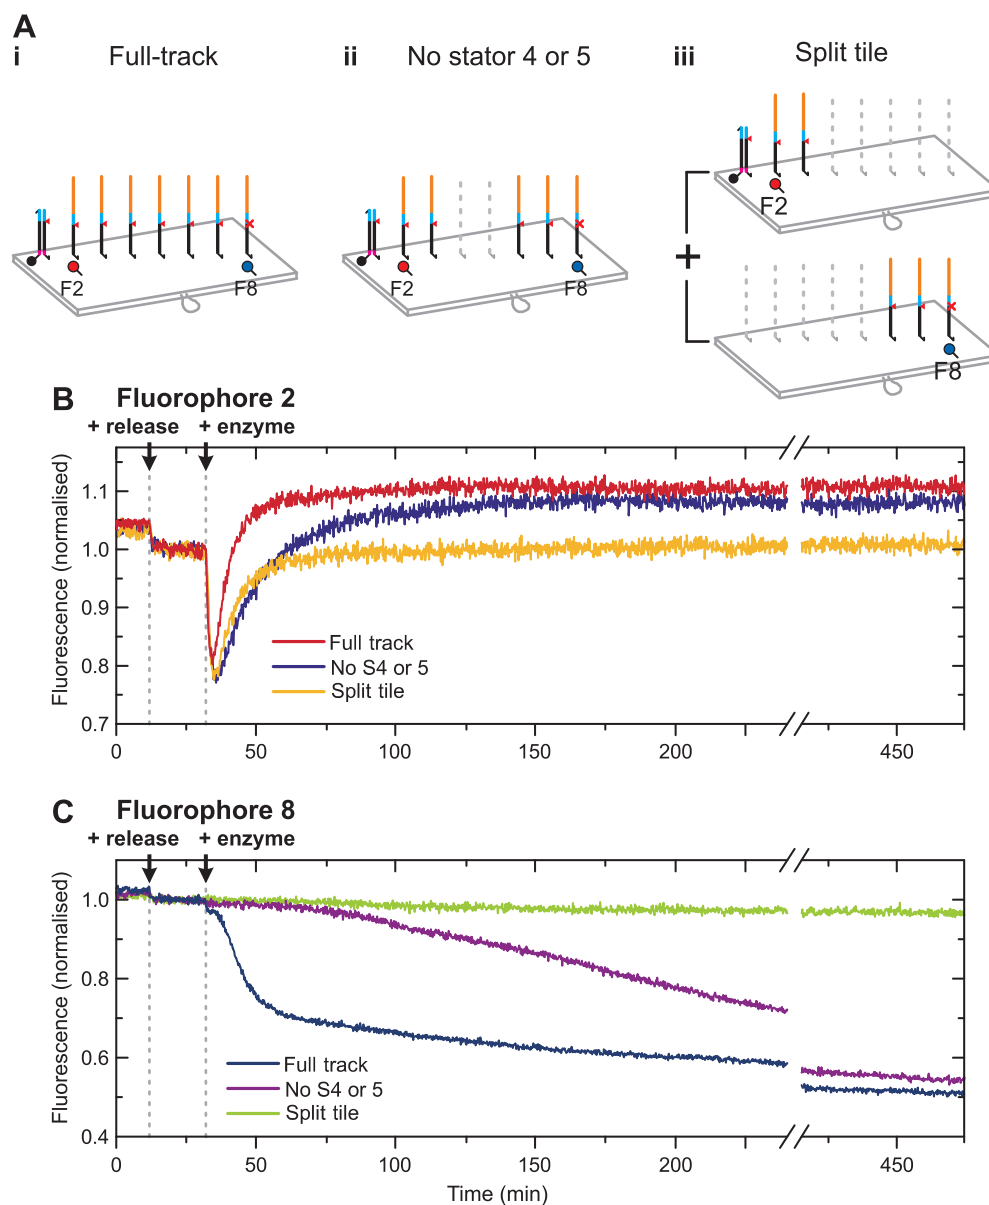 A
i Full-track
ii No stator 4 or 5
iii Split tile
F2
F8
F2
F8
F2
+
F8
B Fluorophore 2
+ release + enzyme
Fluorescence (normalised)
1.1
1.0
0.9
0.8
0.7
Full track
No S4 or 5
Split tile
0 50 100 150 200 450
C Fluorophore 8
+ release + enzyme
Fluorescence (normalised)
1.0
0.8
0.6
0.4
Full track
No S4 or 5
Split tile
0 50 100 150 200 450
Time (min)